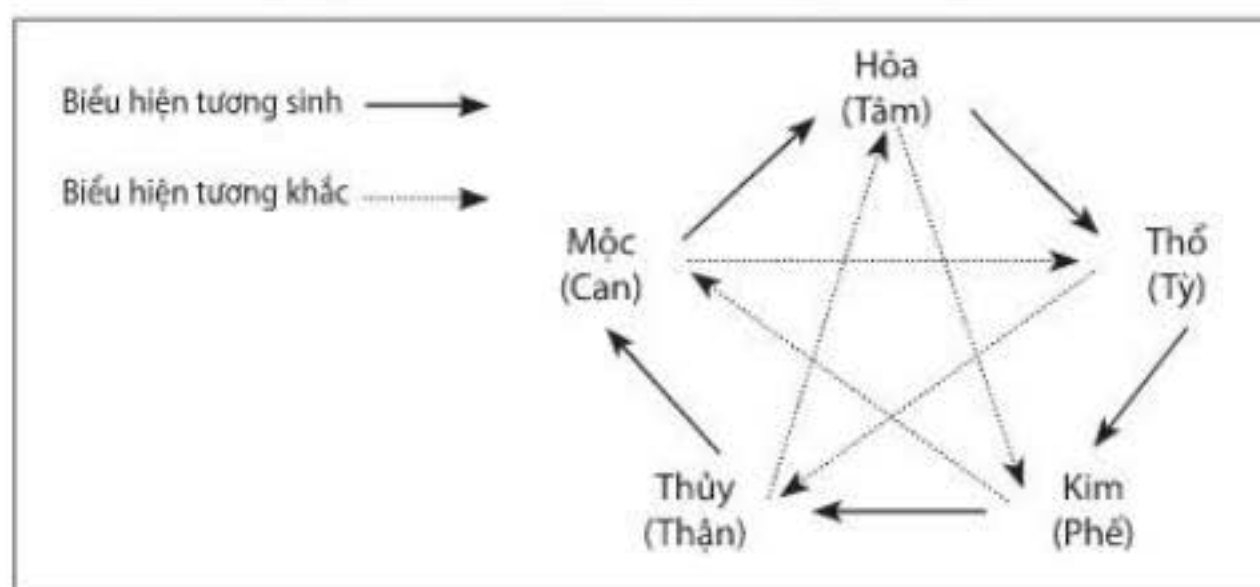 Biểu hiện tương sinh
Biểu hiện tương khắc
Hỏa
(Tâm)
Mộc
(Can)
Thổ
(Tỳ)
Thủy
(Thận)
Kim
(Phế)